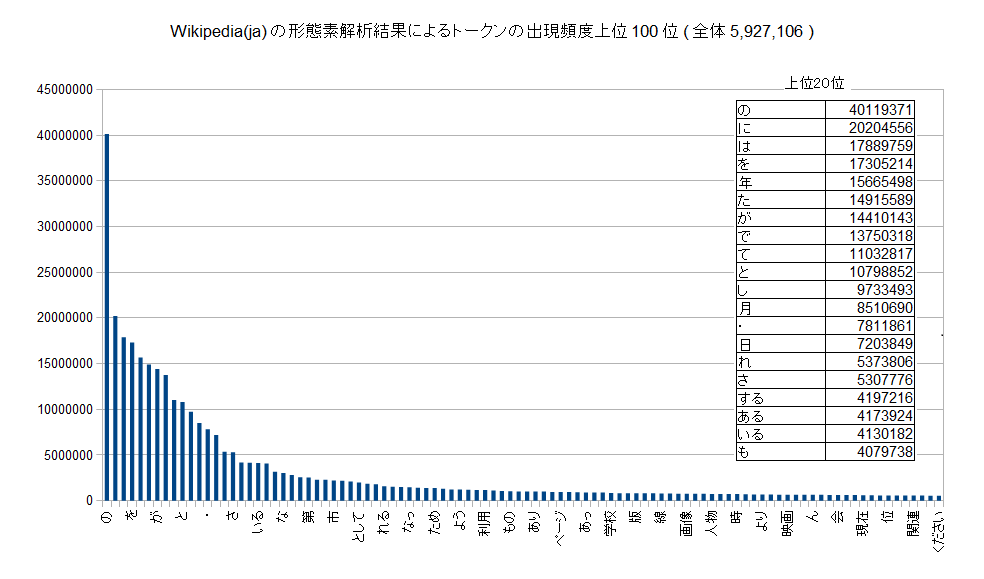 Wikipedia(ja) の形態素解析結果によるトークンの出現頻度上位 100 位 ( 全体 5,927,106 )
上位20位
の 40119371
に 20204556
は 17889759
を 17305214
年 15665498
た 14915589
が 14410143
で 13750318
て 11032817
と 10798852
し 9733493
月 8510690
・ 7811861
日 7203849
れ 5373806
さ 5307776
する 4197216
ある 4173924
いる 4130182
も 4079738
45000000
40000000
35000000
30000000
25000000
20000000
15000000
10000000
5000000
0
の
を
が
と
・
さ
いる
な
第
市
として
れる
なっ
ため
よう
利用
もの
あり
ページ
あっ
学校
版
線
画像
人物
時
より
映画
ん
会
現在
位
関連
ください